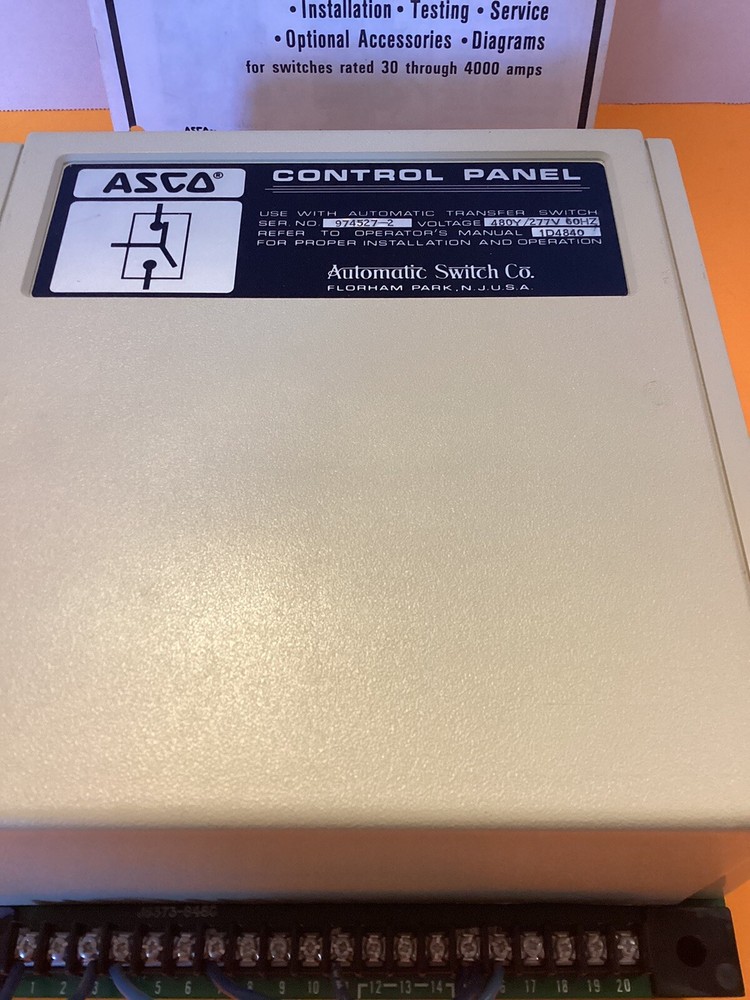 • Installation • Testing • Service
• Optional Accessories • Diagrams
for switches rated 30 through 4000 amps
ASCO® CONTROL PANEL
USE WITH AUTOMATIC TRANSFER SWITCH
SER. NO. 974527-2 VOLTAGE 480Y/277V 60HZ
REFER TO OPERATOR'S MANUAL 1D4840
FOR PROPER INSTALLATION AND OPERATION
Automatic Switch Co.
FLORHAM PARK, N.J. U.S.A.
1 2 3 5 6 8 9 10 11 12 - 13 - 14 16 17 18 19 20